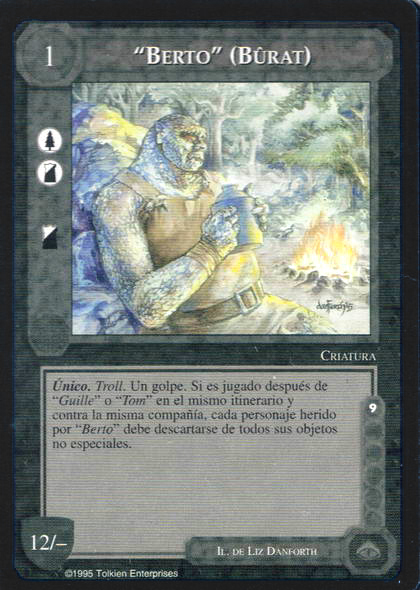 1
“BERTO” (BÛRAT)
DanForth95
CRIATURA
Único. Troll. Un golpe. Si es jugado después de
“Guille” o “Tom” en el mismo itinerario y
contra la misma compañía, cada personaje herido
por “Berto” debe descartarse de todos sus objetos
no especiales.
9
12/–
IL. DE LIZ DANFORTH
©1995 Tolkien Enterprises